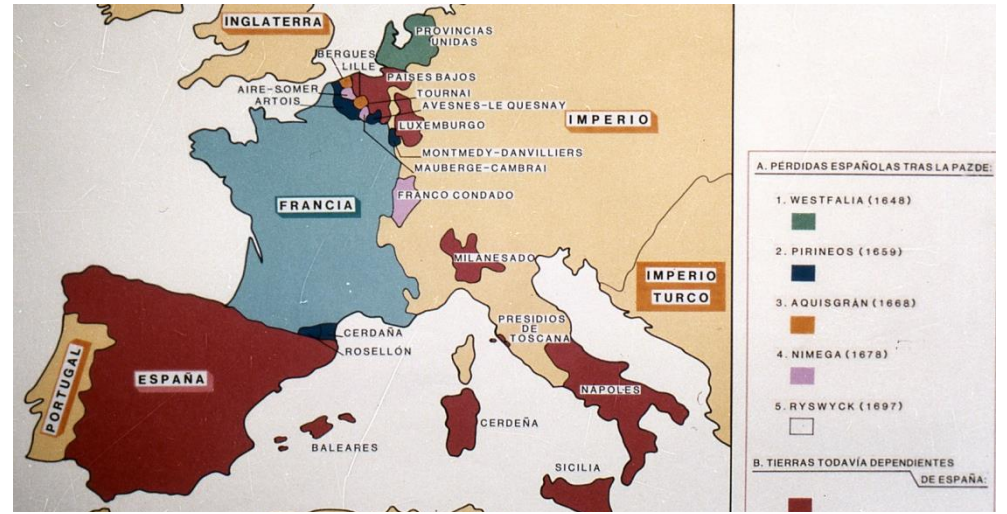 INGLATERRA
PROVINCIAS
UNIDAS
BERGUES
LILLE
PAÍSES BAJOS
AIRE-SOMER
ARTOIS
TOURNAI
AVESNES-LE QUESNAY
LUXEMBURGO
IMPERIO
MONTMEDY-DANVILLIERS
MAUBERGE-CAMBRAI
FRANCIA
FRANCO CONDADO
MILANESADO
IMPERIO
TURCO
PRESIDIOS
DE
TOSCANA
CERDAÑA
ROSELLÓN
PORTUGAL
ESPAÑA
NÁPOLES
CERDEÑA
BALEARES
SICILIA
A. PÉRDIDAS ESPAÑOLAS TRAS LA PAZ DE:
1. WESTFALIA (1648)
2. PIRINEOS (1659)
3. AQUISGRÁN (1668)
4. NIMEGA (1678)
5. RYSWYCK (1697)
B. TIERRAS TODAVÍA DEPENDIENTES
DE ESPAÑA: